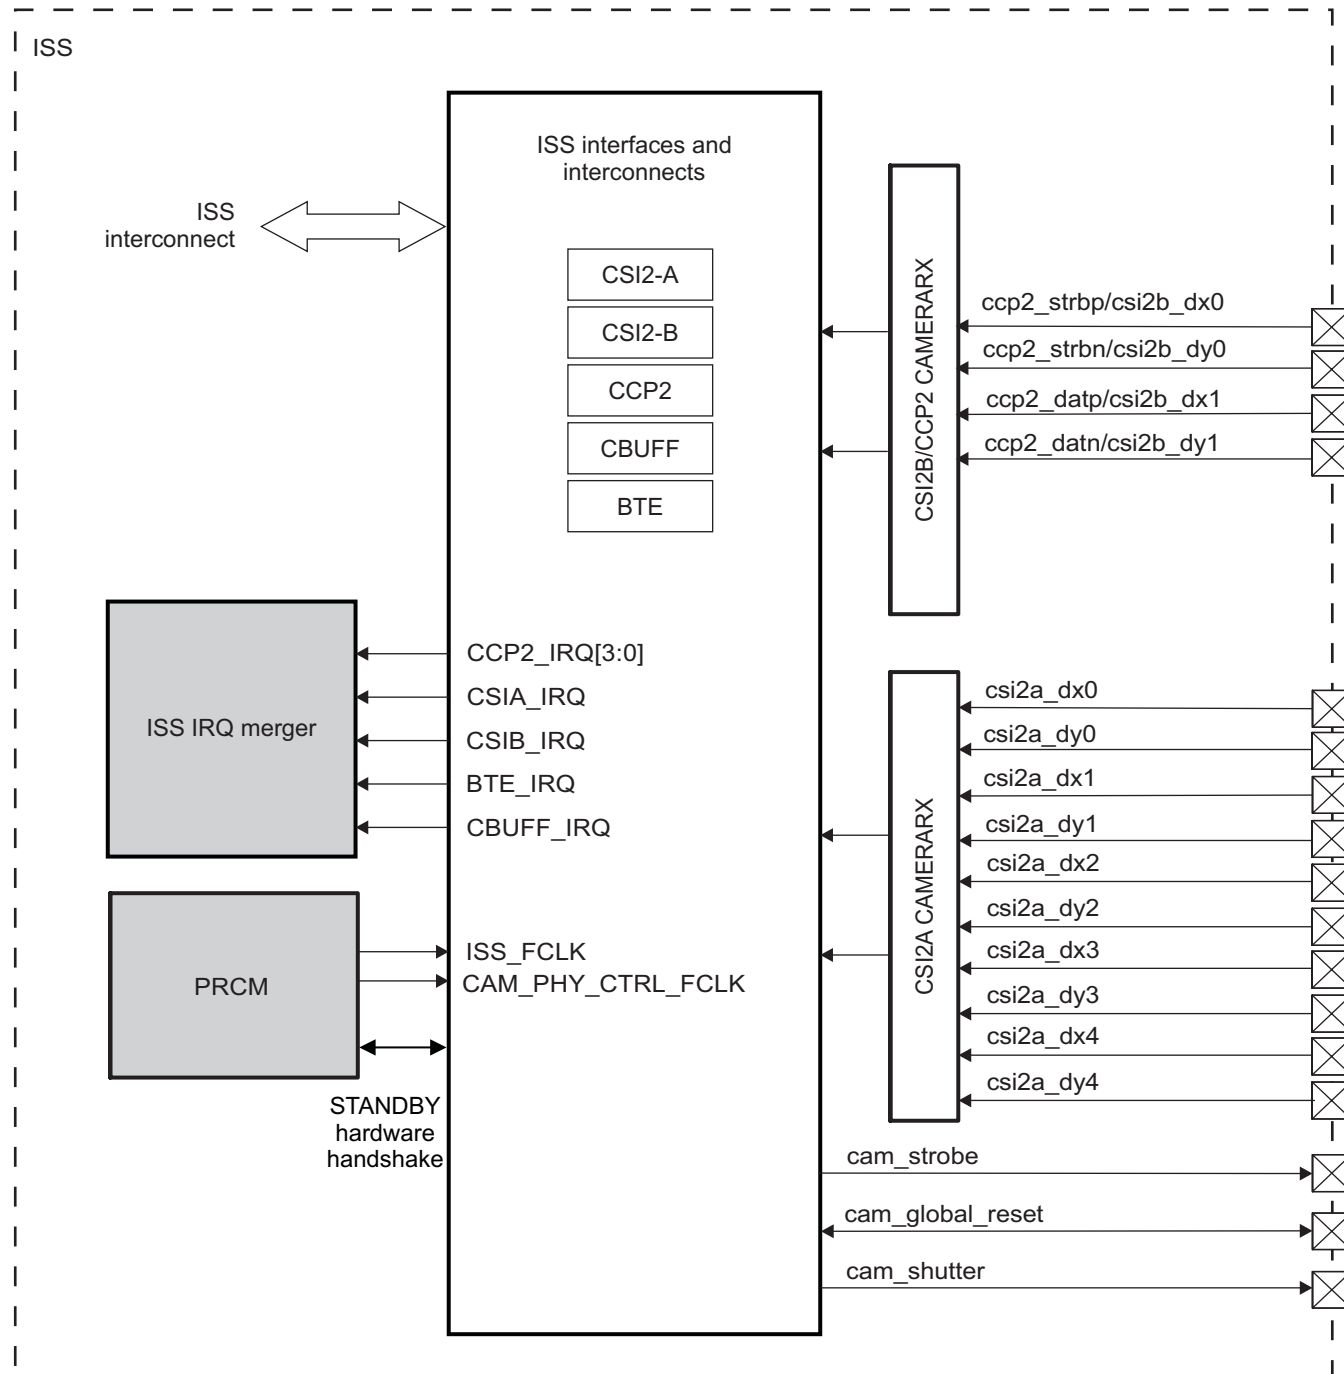 ISS
ISS interfaces and
interconnects
ISS
interconnect
CSI2-A
CSI2-B
CCP2
CBUFF
BTE
CSI2B/CCP2 CAMERARX
ccp2_strbp/csi2b_dx0
ccp2_strbn/csi2b_dy0
ccp2_datp/csi2b_dx1
ccp2_datn/csi2b_dy1
ISS IRQ merger
CCP2_IRQ[3:0]
CSIA_IRQ
CSIB_IRQ
BTE_IRQ
CBUFF_IRQ
PRCM
ISS_FCLK
CAM_PHY_CTRL_FCLK
STANDBY
hardware
handshake
CSI2A CAMERARX
csi2a_dx0
csi2a_dy0
csi2a_dx1
csi2a_dy1
csi2a_dx2
csi2a_dy2
csi2a_dx3
csi2a_dy3
csi2a_dx4
csi2a_dy4
cam_strobe
cam_global_reset
cam_shutter